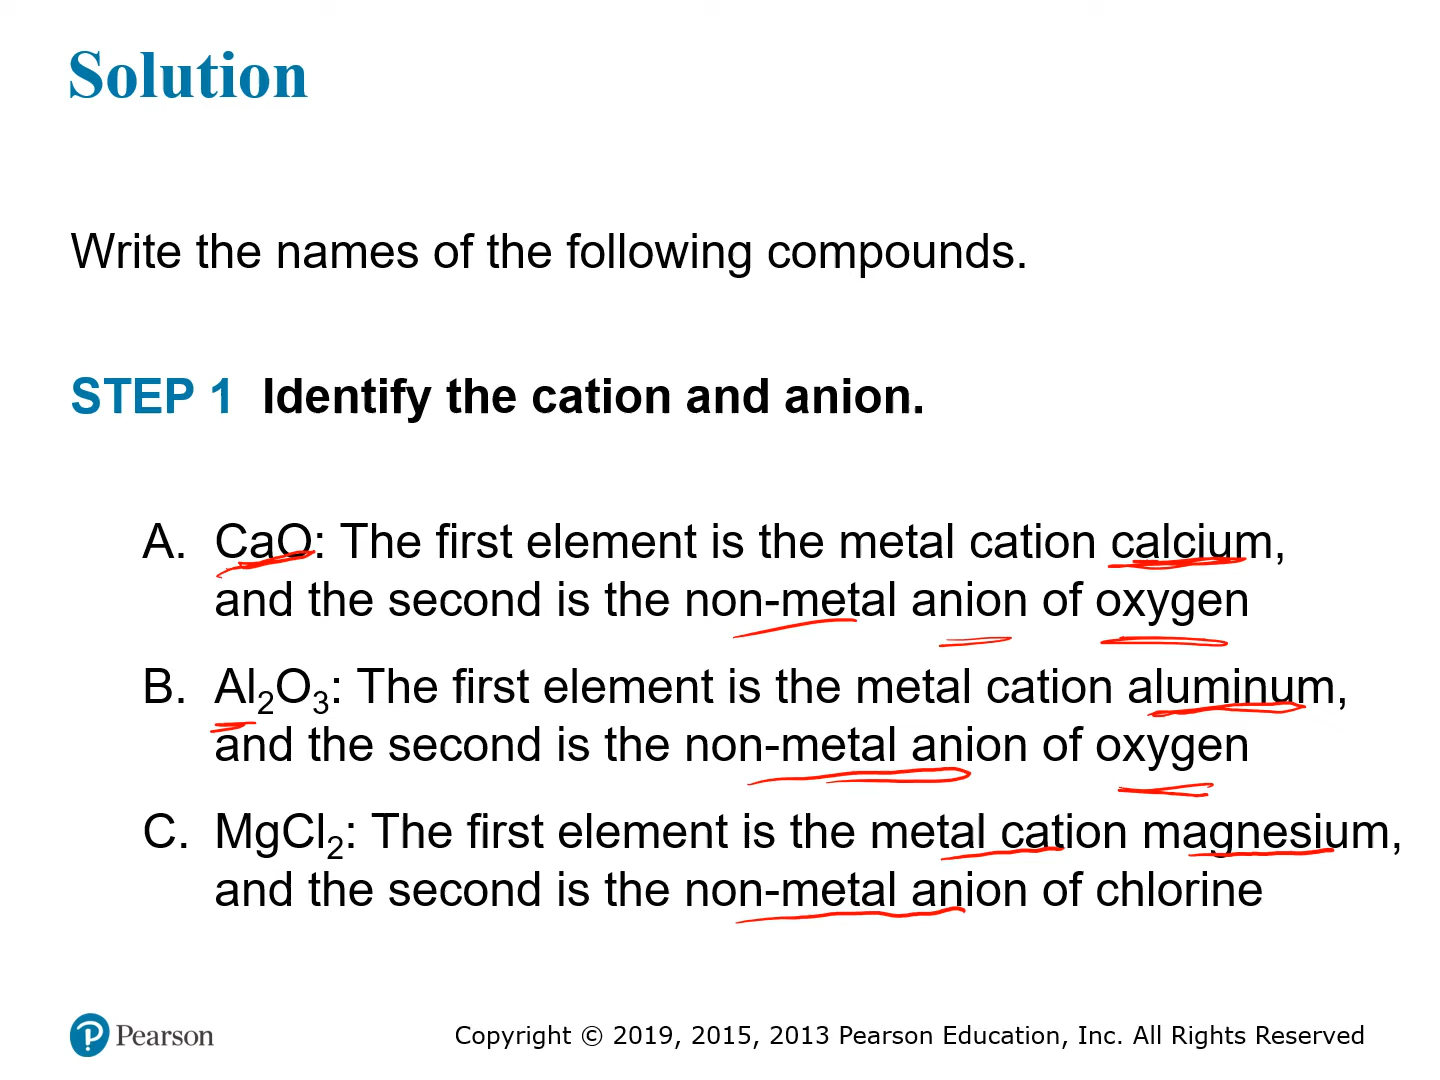 Solution
Write the names of the following compounds.
STEP 1 Identify the cation and anion.
A. CaO: The first element is the metal cation calcium,
and the second is the non-metal anion of oxygen
B. Al₂O₃: The first element is the metal cation aluminum,
and the second is the non-metal anion of oxygen
C. MgCl₂: The first element is the metal cation magnesium,
and the second is the non-metal anion of chlorine
Pearson
Copyright © 2019, 2015, 2013 Pearson Education, Inc. All Rights Reserved